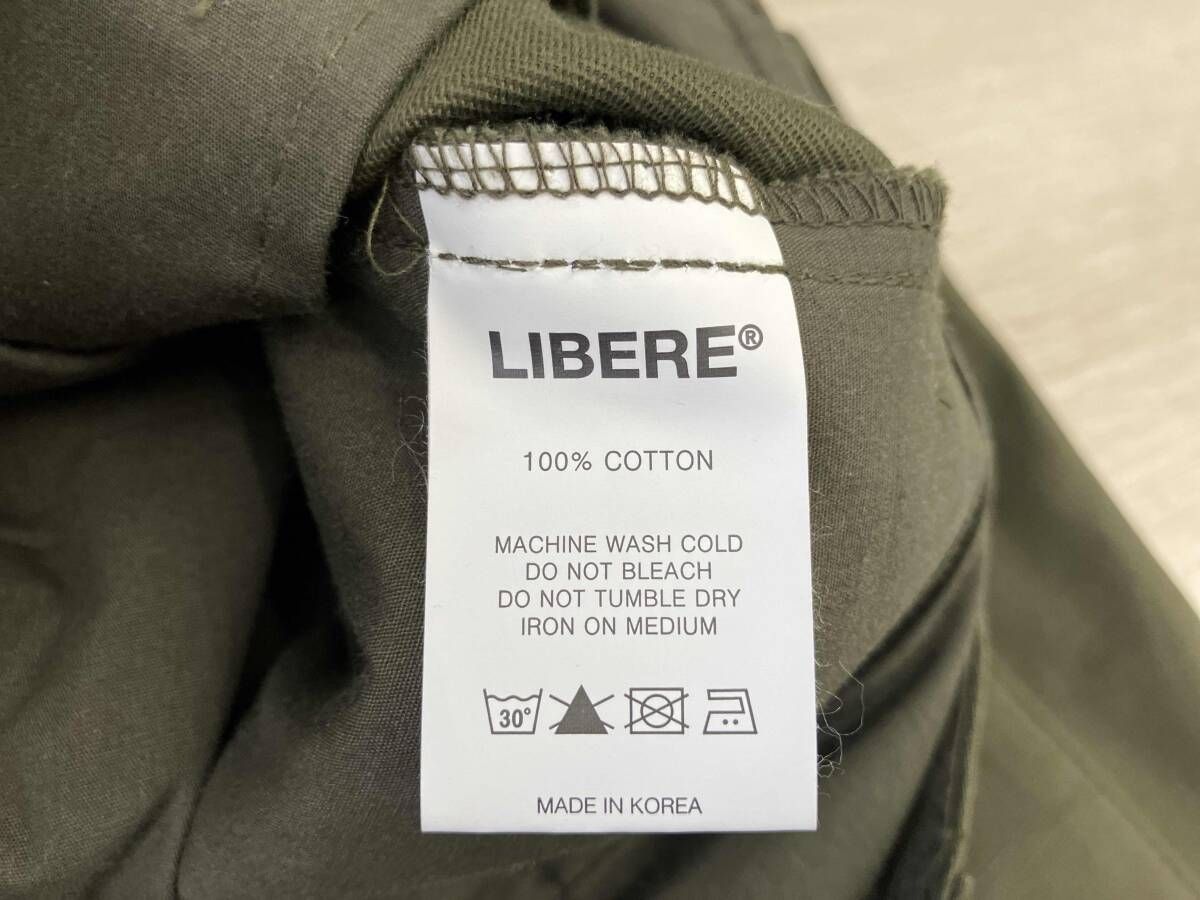 LIBERE®
100% COTTON
MACHINE WASH COLD
DO NOT BLEACH
DO NOT TUMBLE DRY
IRON ON MEDIUM
30°
MADE IN KOREA